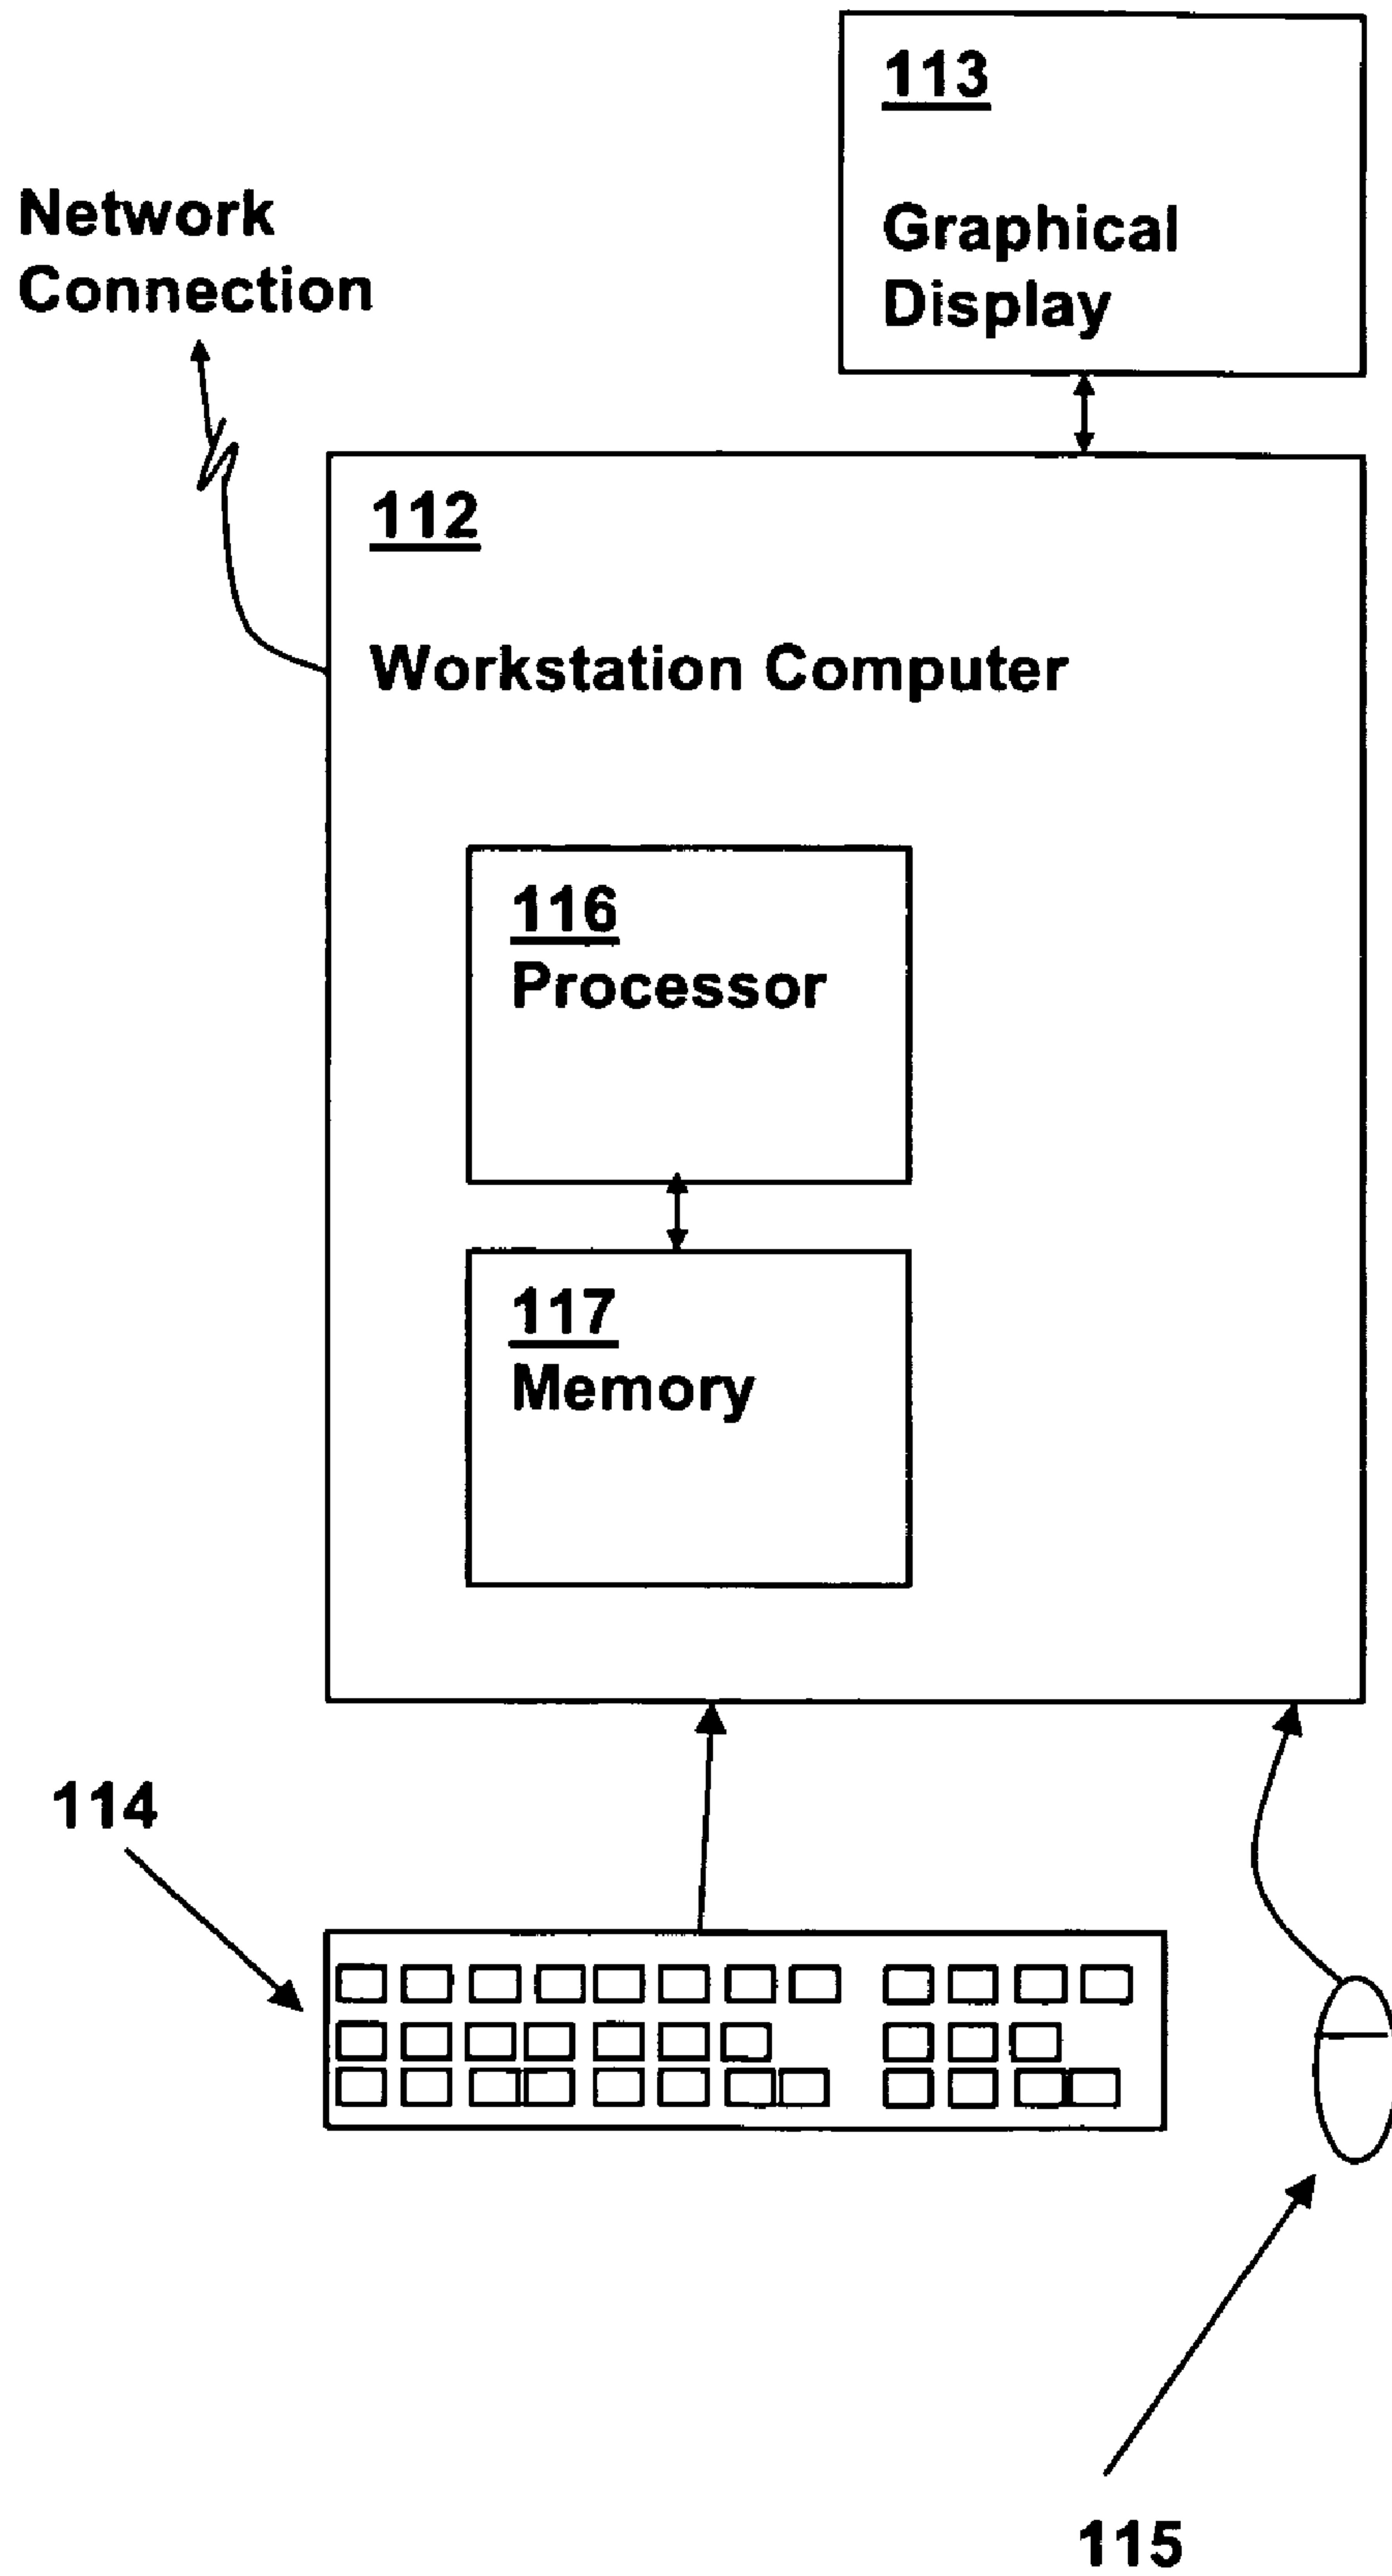 113
Graphical
Display
Network
Connection
112
Workstation Computer
116
Processor
117
Memory
114
115